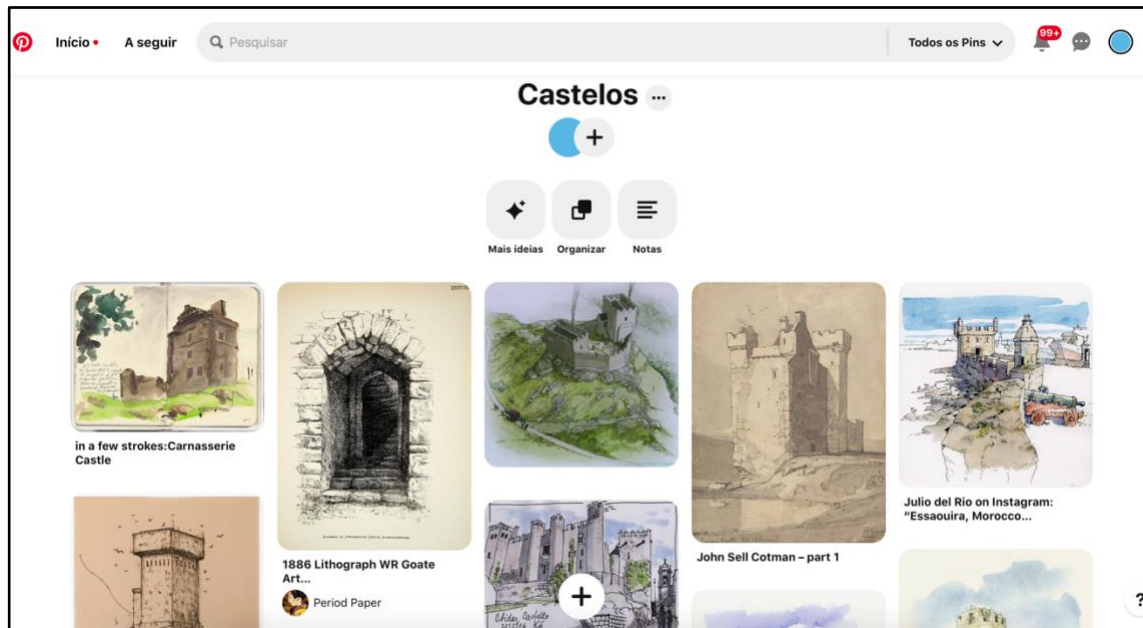 Início
A seguir
Pesquisar
Todos os Pins
99+
Castelos
Mais ideias
Organizar
Notas
in a few strokes:Carnasserie
Castle
1886 Lithograph WR Goate
Art...
Period Paper
John Sell Cotman – part 1
Julio del Rio on Instagram:
"Essaouira, Morocco...
?